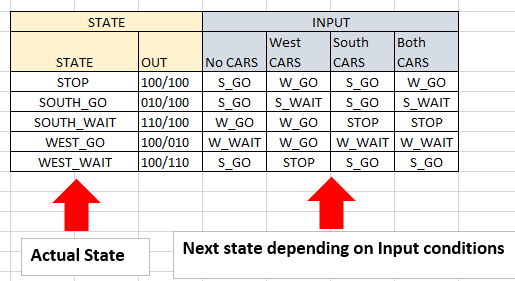 STATE INPUT
STATE OUT No CARS West CARS South CARS Both CARS
STOP 100/100 S_GO W_GO S_GO W_GO
SOUTH_GO 010/100 S_GO S_WAIT S_GO S_WAIT
SOUTH_WAIT 110/100 W_GO W_GO STOP STOP
WEST_GO 100/010 W_WAIT W_GO W_WAIT W_WAIT
WEST_WAIT 100/110 S_GO STOP S_GO S_GO
Actual State
Next state depending on Input conditions